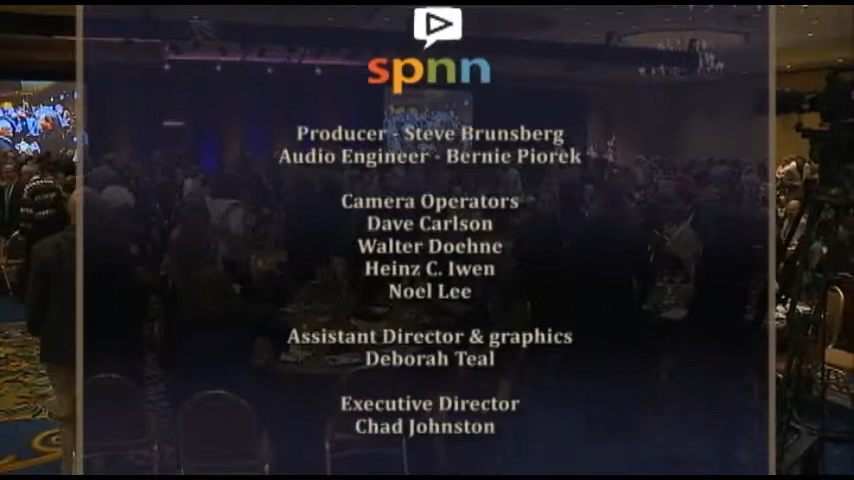 spnn
Producer - Steve Brunsberg
Audio Engineer - Bernie Piorek
Camera Operators
Dave Carlson
Walter Doehne
Heinz C. Iwen
Noel Lee
Assistant Director & graphics
Deborah Teal
Executive Director
Chad Johnston